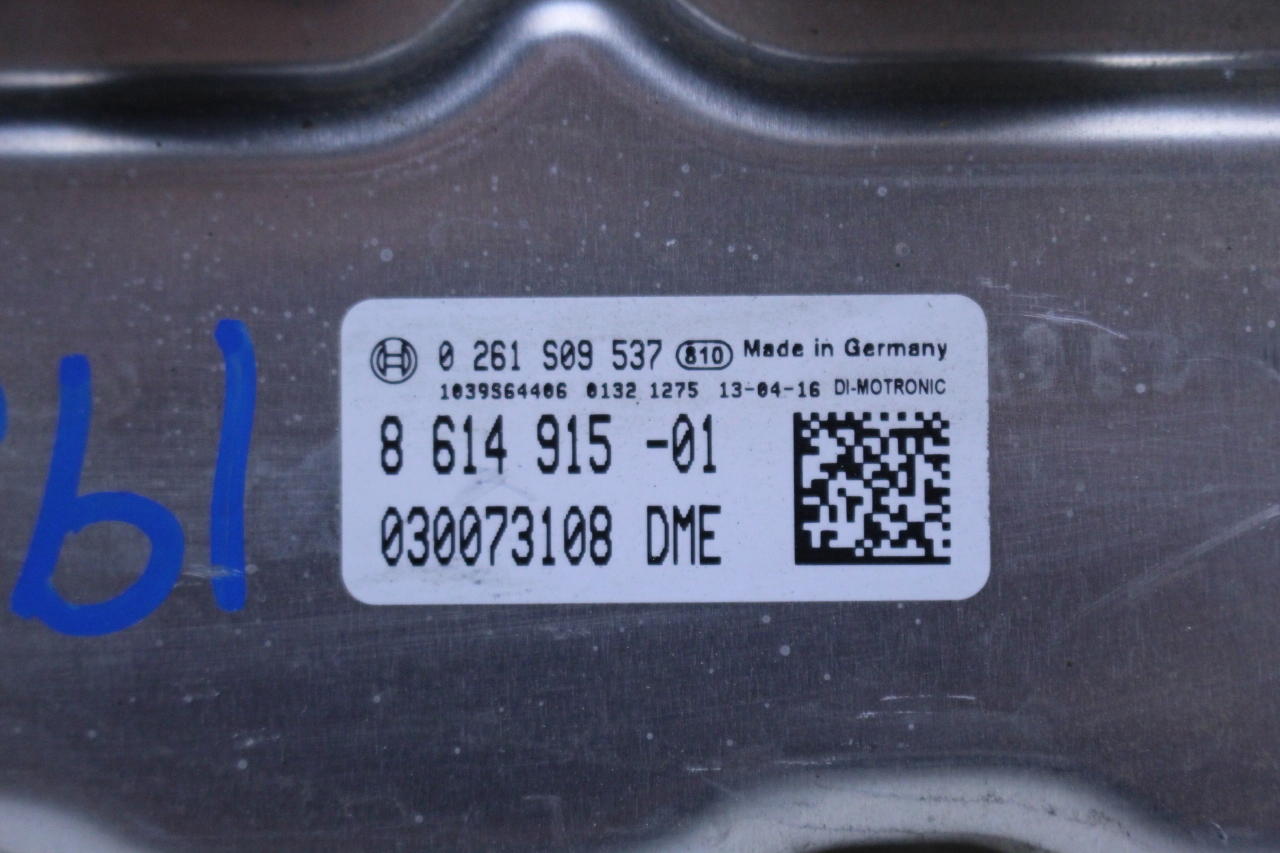 0 261 S09 537 810 Made in Germany
1039S64406 0132 1275 13-04-16 DI-MOTRONIC
8 614 915 -01
030073108 DME